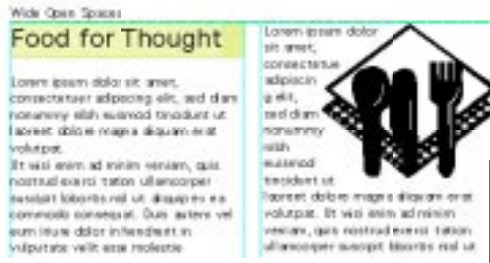 Wide Open Spaces
Food for Thought
Lorem ipsum dolor sit amet,
consectetuer adipiscing elit, sed diam
nonummy nibh euismod tincidunt ut
laoreet dolore magna aliquam erat
volutpat.
Ut wisi enim ad minim veniam, quis
nostrud exerci tation ullamcorper
suscipit lobortis nisl ut aliquip ex ea
commodo consequat. Duis autem vel
eum iriure dolor in hendrerit in
vulputate velit esse molestie
Lorem ipsum dolor
sit amet,
consectetue
adipiscin
g elit,
sed diam
nonummy
nibh
euismod
tincidunt ut
laoreet dolore magna aliquam erat
volutpat. Ut wisi enim ad minim
veniam, quis nostrud exerci tation
ullamcorper suscipit lobortis nisl ut